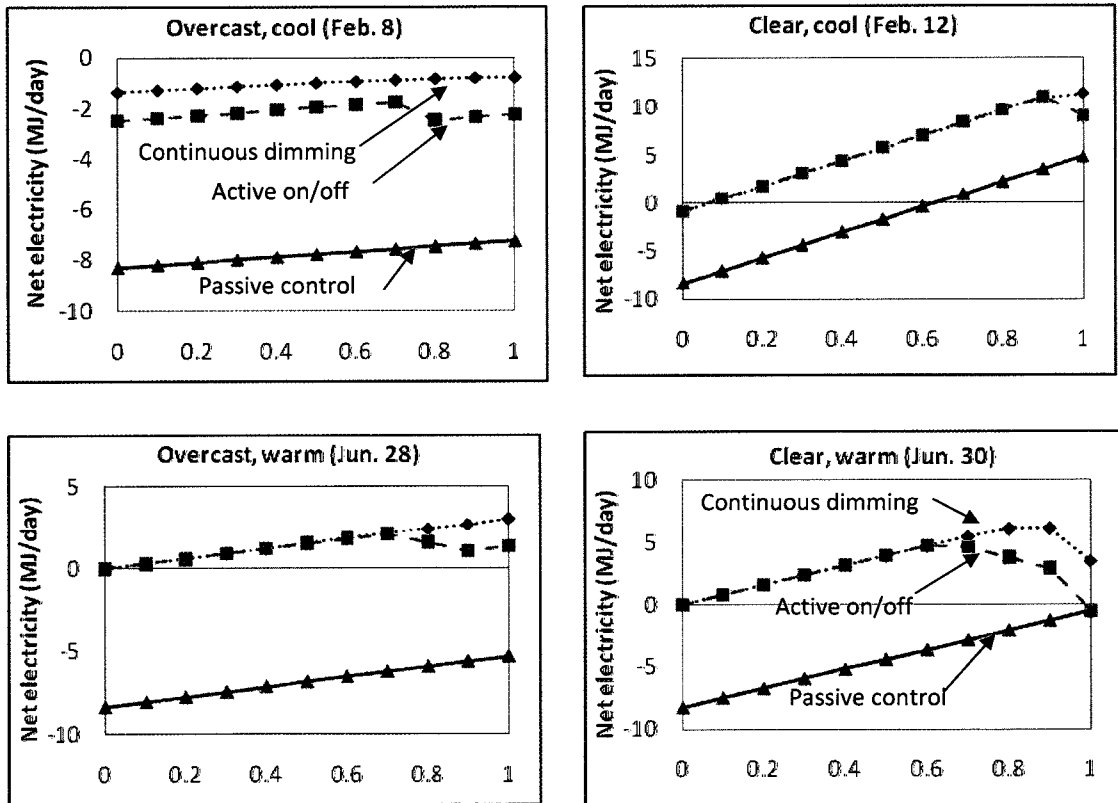 Overcast, cool (Feb. 8)
Net electricity (MJ/day)
0
-2
-4
-6
-8
-10
Continuous dimming
Active on/off
Passive control
0 0.2 0.4 0.6 0.8 1
Clear, cool (Feb. 12)
Net electricity (MJ/day)
15
10
5
0
-5
-10
0 0.2 0.4 0.6 0.8 1
Overcast, warm (Jun. 28)
Net electricity (MJ/day)
5
0
-5
-10
0 0.2 0.4 0.6 0.8 1
Clear, warm (Jun. 30)
Net electricity (MJ/day)
10
5
0
-5
-10
Continuous dimming
Active on/off
Passive control
0 0.2 0.4 0.6 0.8 1